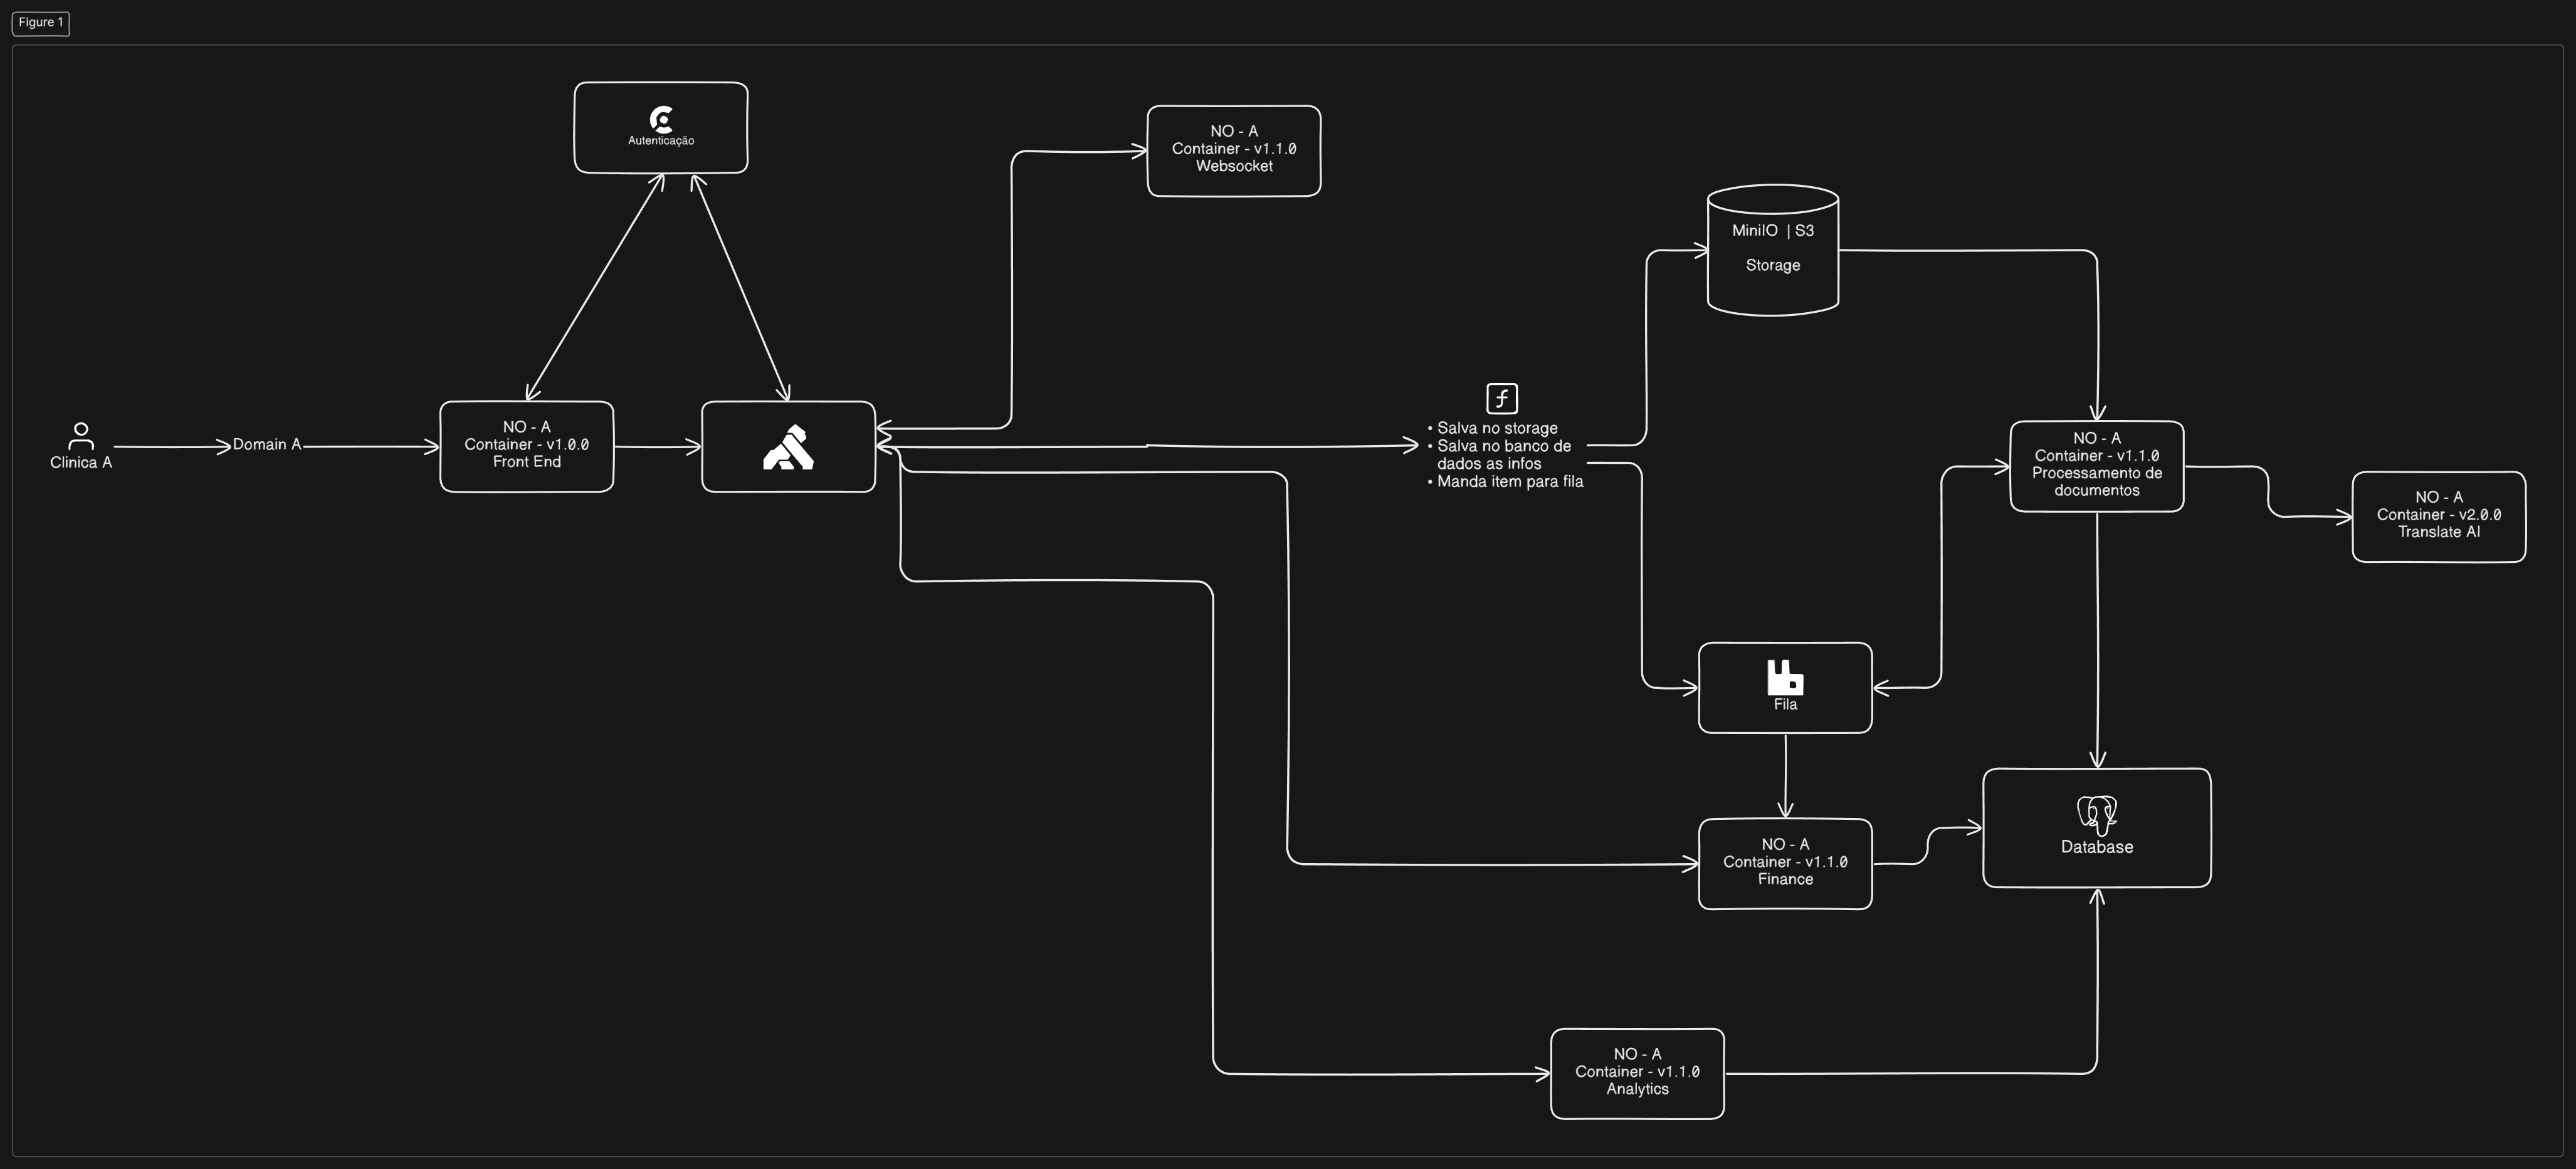 Figure 1
Autenticação
NO - A
Container - v1.1.0
Websocket
MiniIO | S3
Storage
Clinica A
Domain A
NO - A
Container - v1.0.0
Front End
• Salva no storage
• Salva no banco de
dados as infos
• Manda item para fila
NO - A
Container - v1.1.0
Processamento de
documentos
NO - A
Container - v2.0.0
Translate AI
Fila
NO - A
Container - v1.1.0
Finance
Database
NO - A
Container - v1.1.0
Analytics